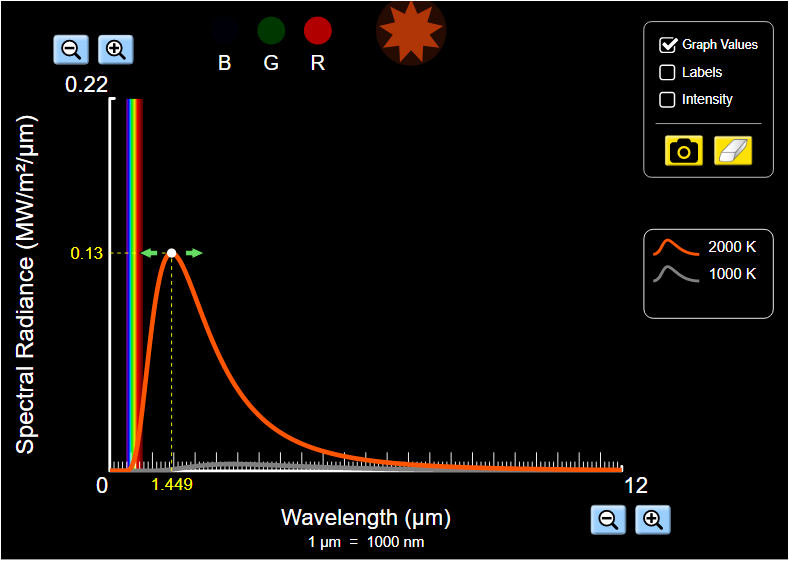 B G R
0.22
Spectral Radiance (MW/m²/μm)
0.13
0
1.449
12
Wavelength (μm)
1 μm = 1000 nm
Graph Values
Labels
Intensity
2000 K
1000 K